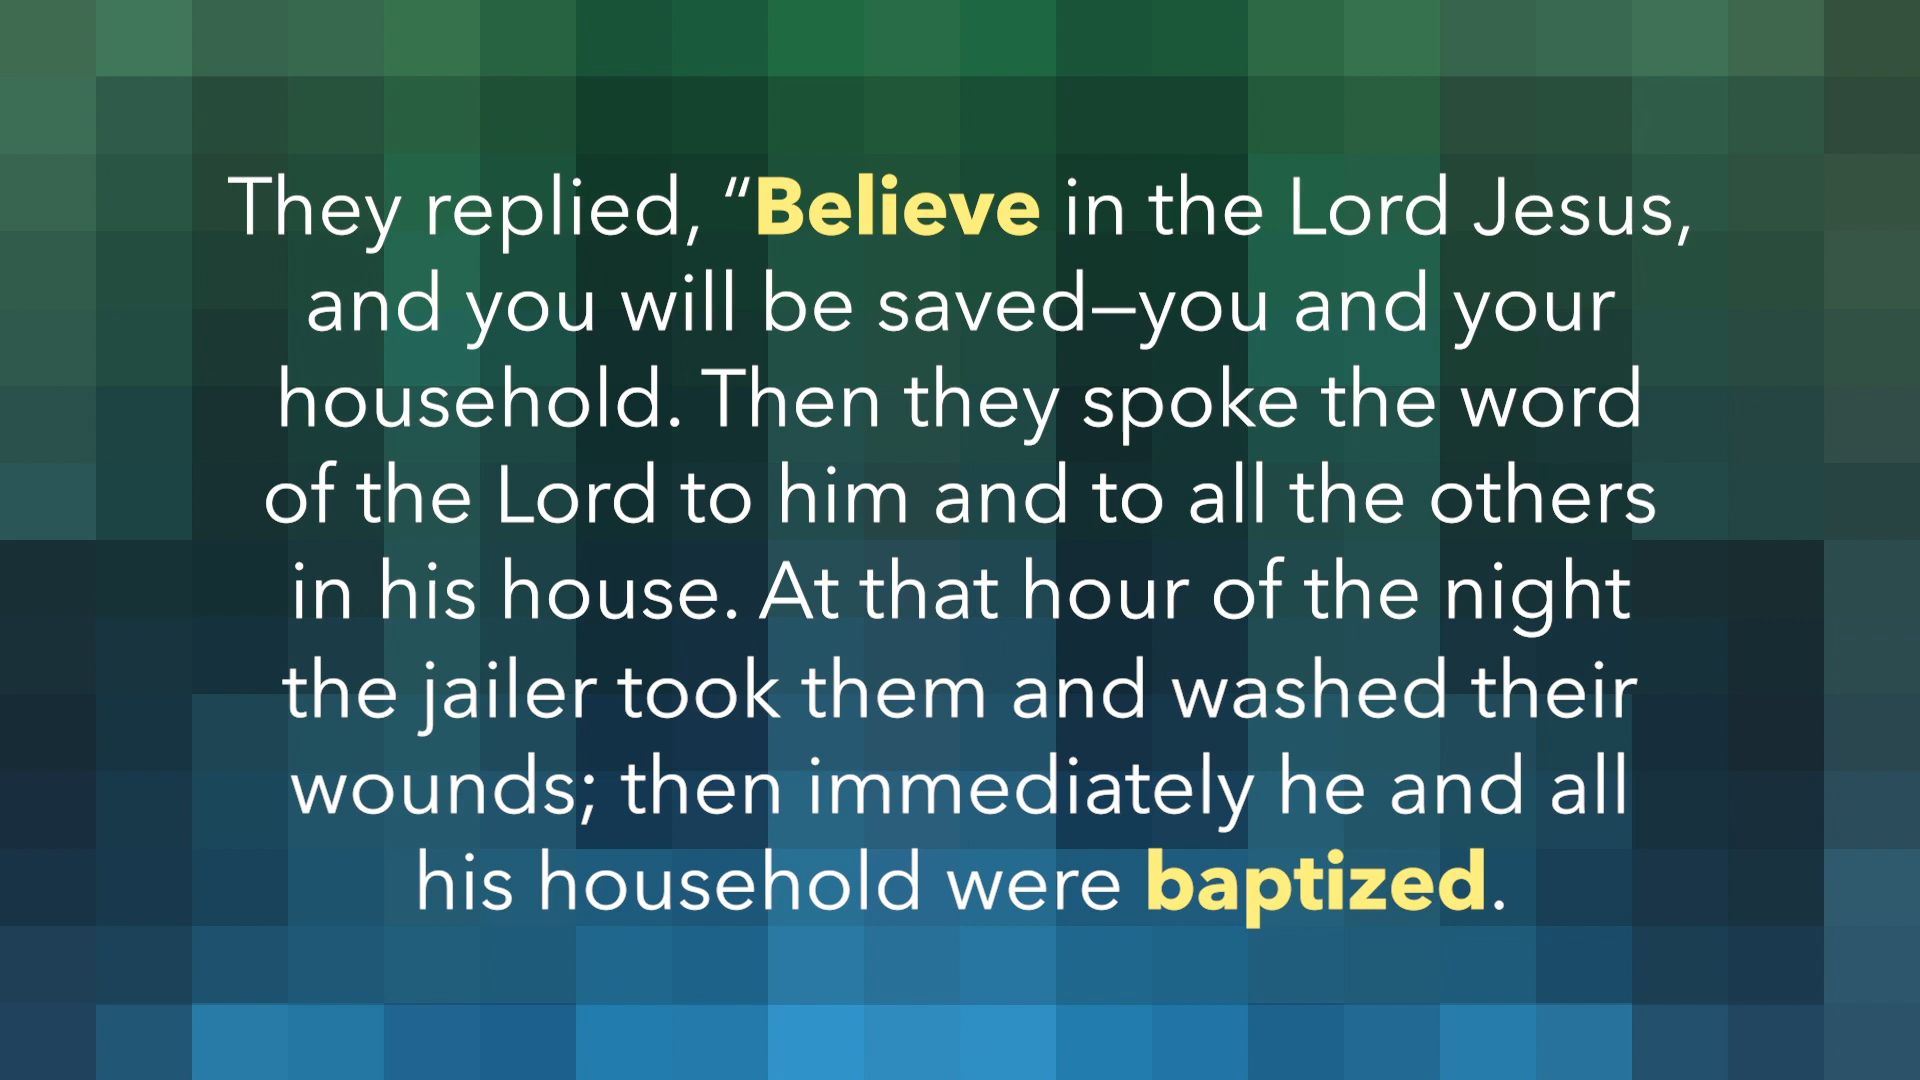 They replied, “Believe in the Lord Jesus,
and you will be saved—you and your
household. Then they spoke the word
of the Lord to him and to all the others
in his house. At that hour of the night
the jailer took them and washed their
wounds; then immediately he and all
his household were baptized.